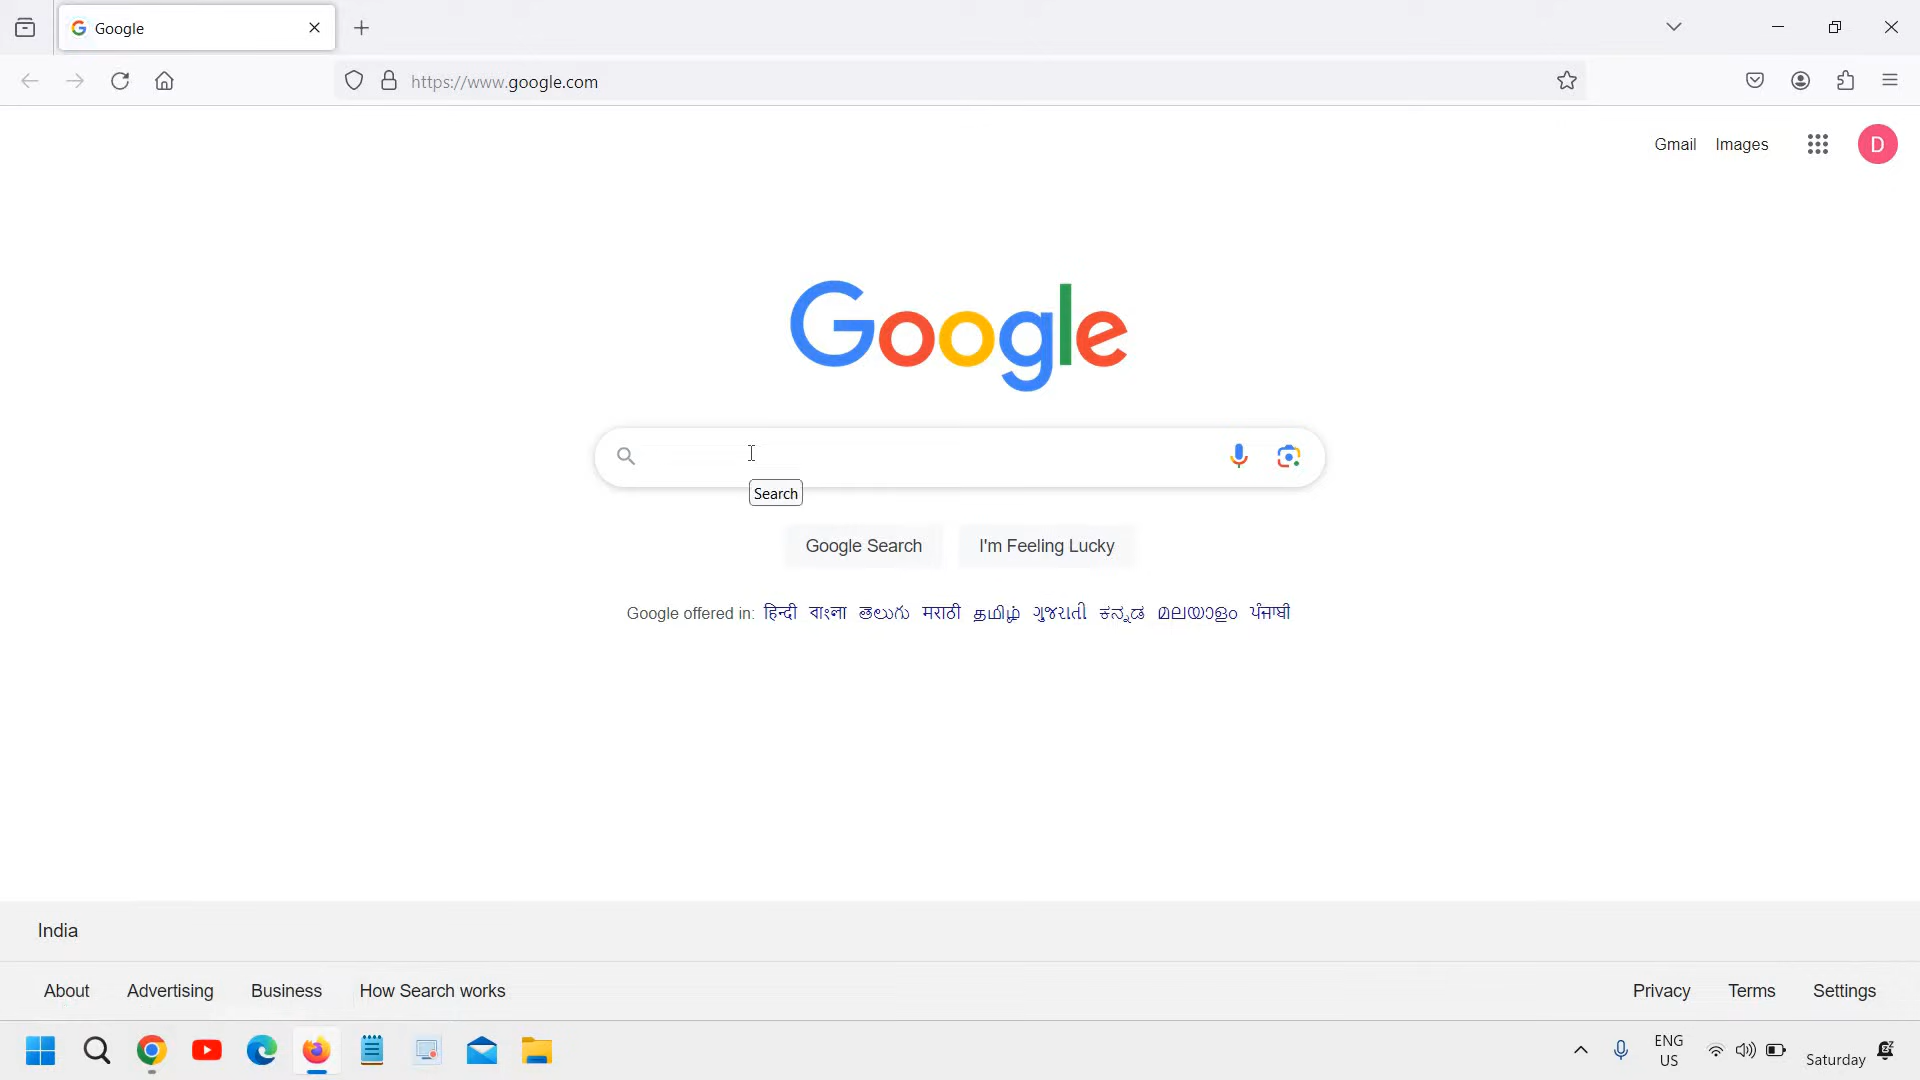 Google
https://www.google.com
Gmail Images
D
Google
Search
Google Search I'm Feeling Lucky
Google offered in: हिन्दी বাংলা తెలుగు मराठी தமிழ் ગુજરાતી ಕನ್ನಡ മലയാളം ਪੰਜਾਬੀ
India
About Advertising Business How Search works Privacy Terms Settings
ENG
US
Saturday